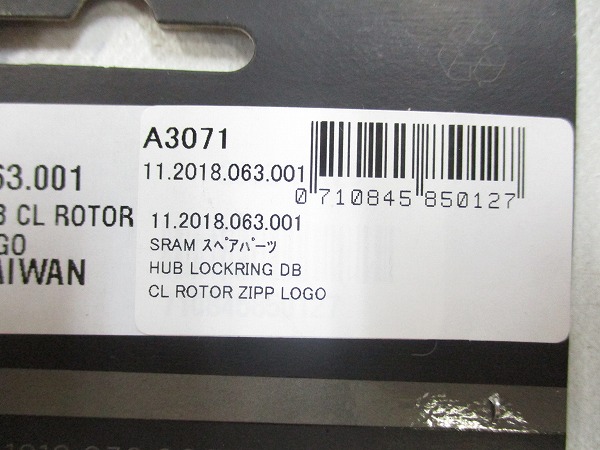 A3071
11.2018.063.001
0 710845 850127
11.2018.063.001
SRAM ｽﾍﾟｱﾊﾟｰﾂ
HUB LOCKRING DB
CL ROTOR ZIPP LOGO
63.001
CL ROTOR
GO
AIWAN